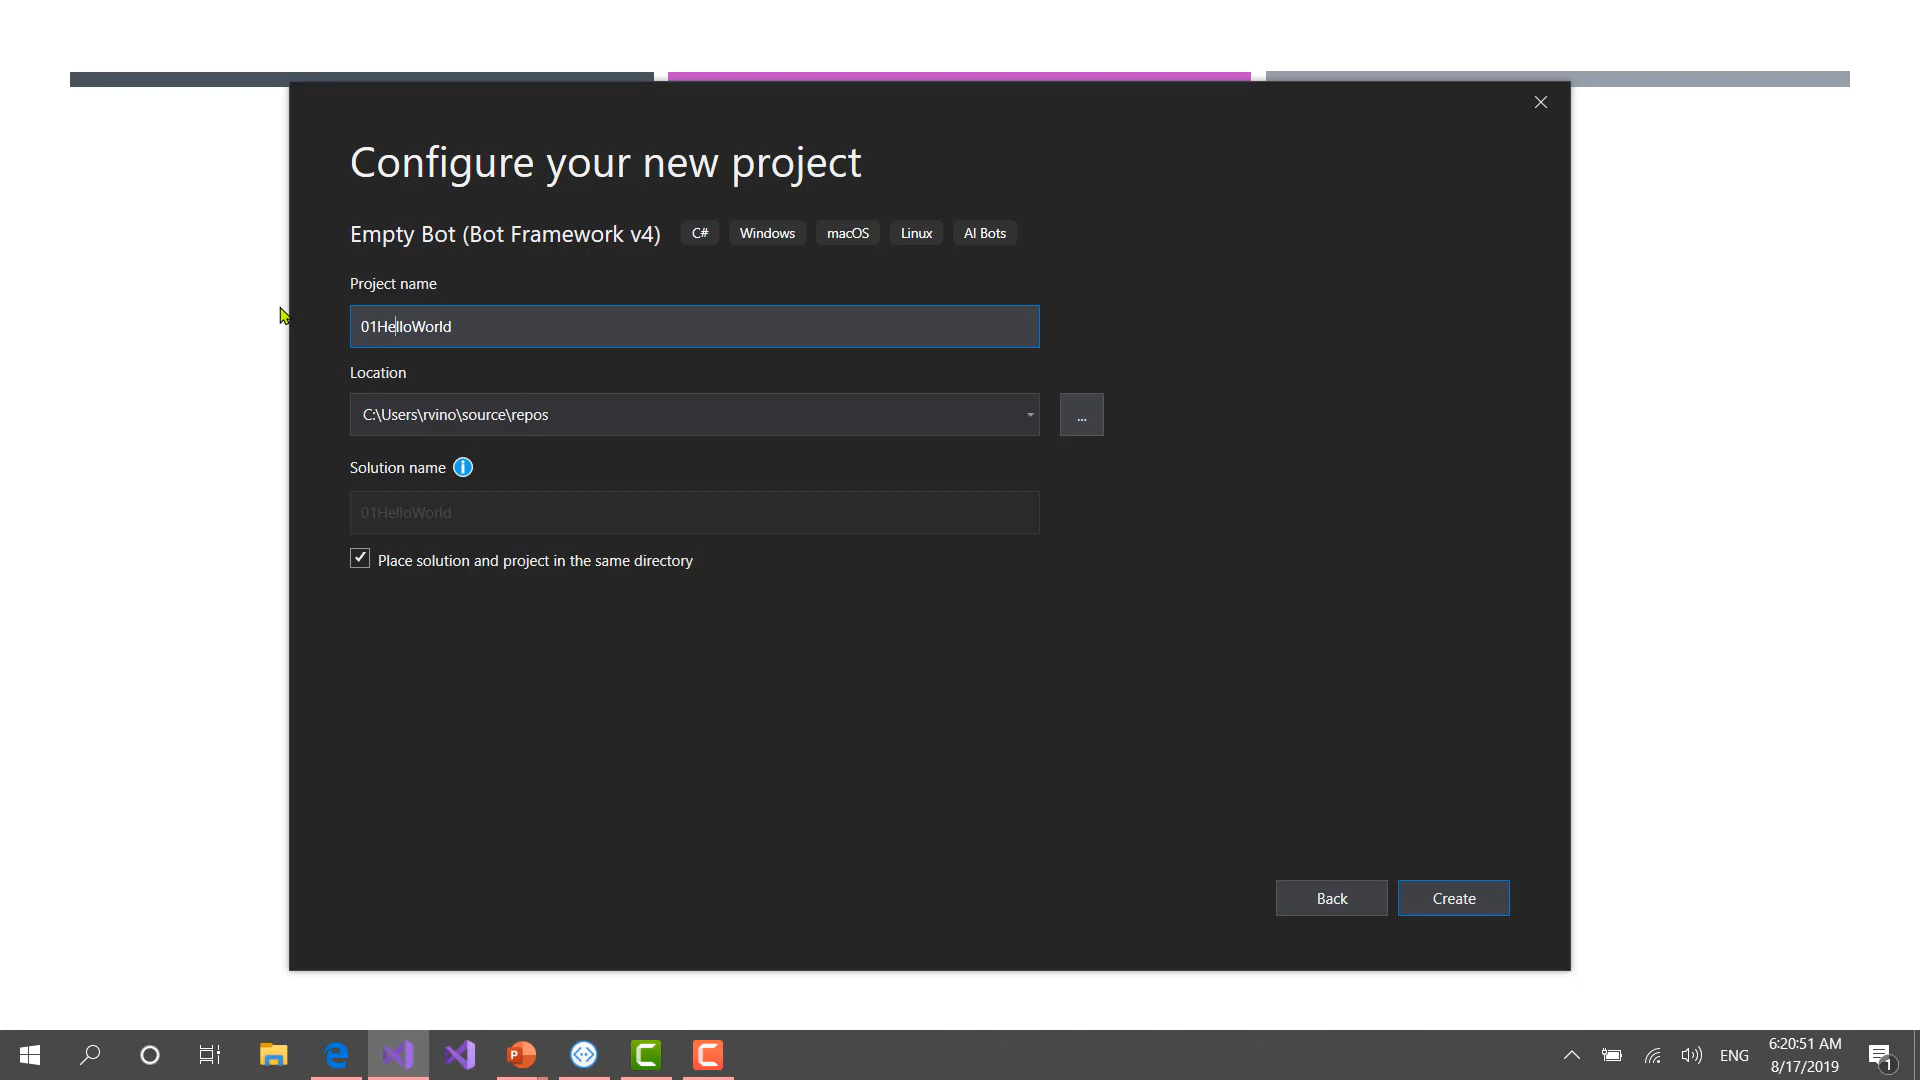 Configure your new project
Empty Bot (Bot Framework v4) C# Windows macOS Linux AI Bots
Project name
01HelloWorld
Location
C:\Users\rvino\source\repos
...
Solution name
01HelloWorld
Place solution and project in the same directory
Back Create
ENG
6:20:51 AM
8/17/2019
1